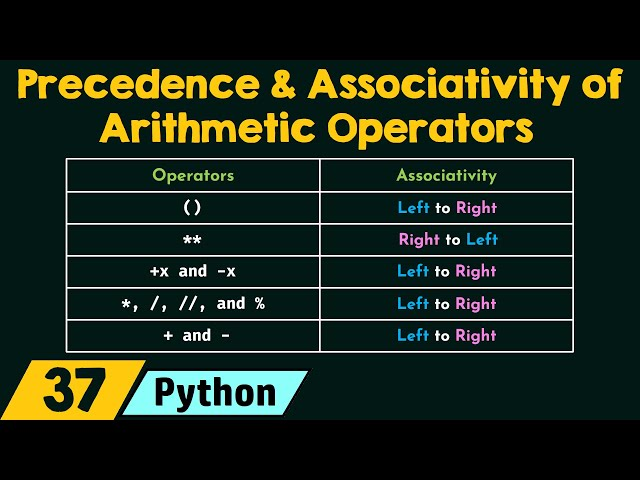 Precedence & Associativity of
Arithmetic Operators
Operators Associativity
() Left to Right
** Right to Left
+x and -x Left to Right
*, /, //, and % Left to Right
+ and - Left to Right
37 Python